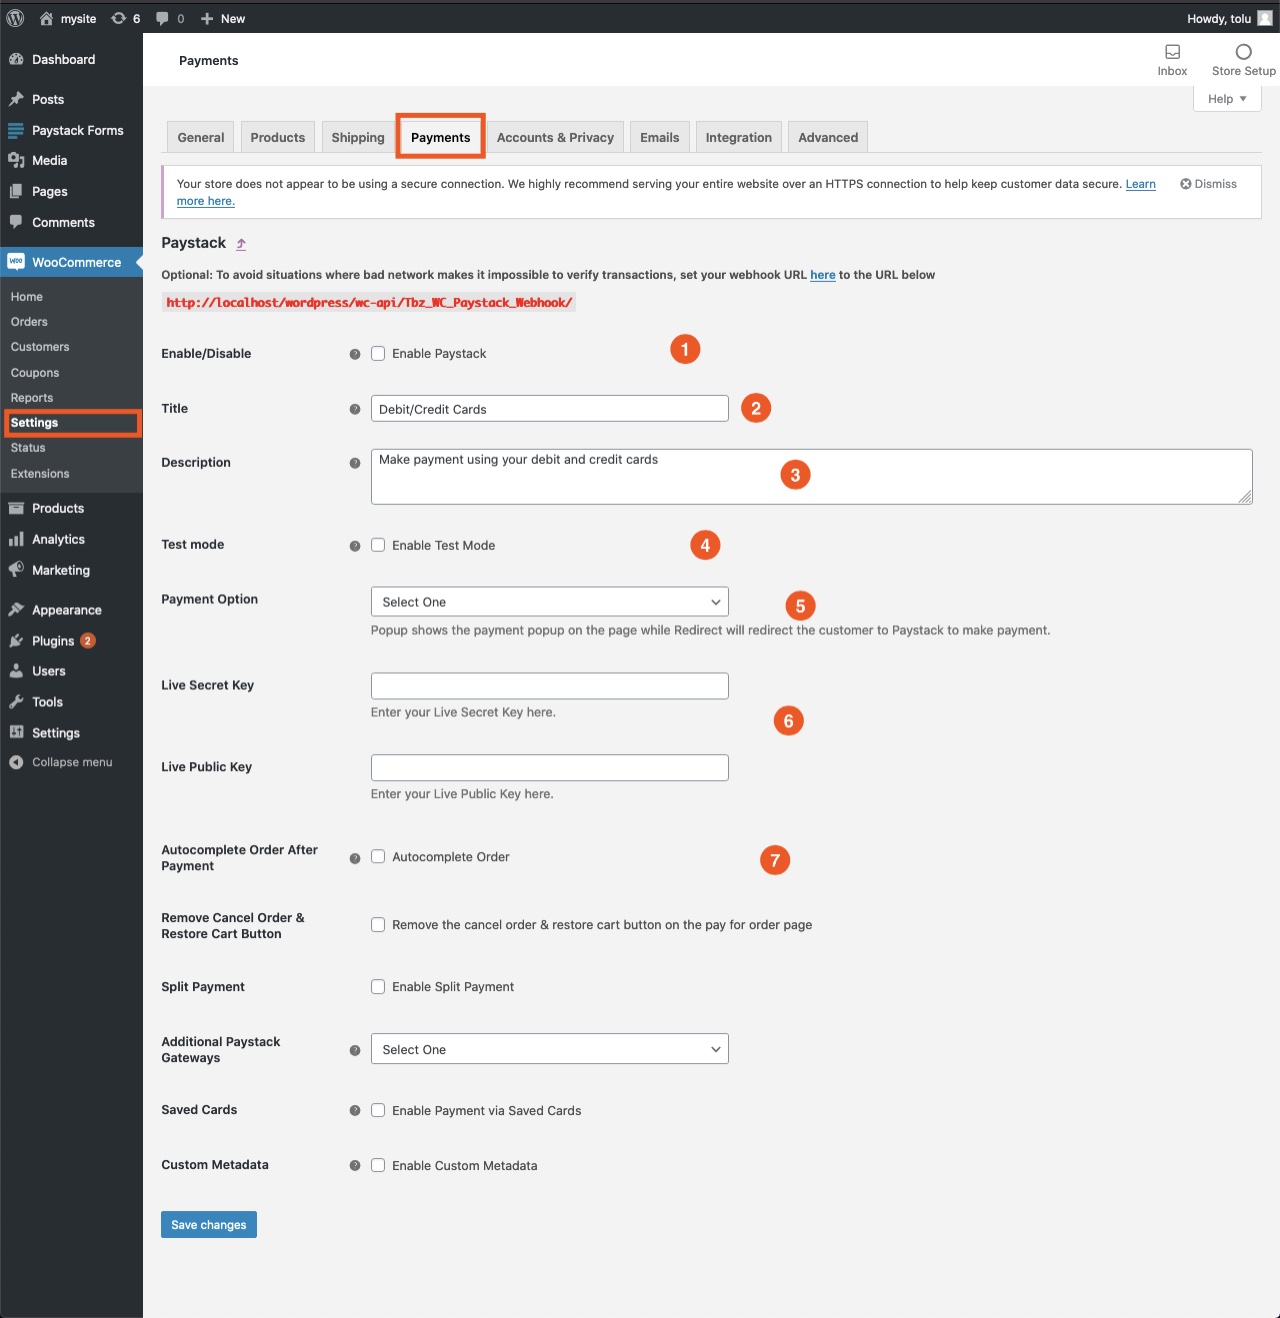 mysite 6 0 New Howdy, tolu
Dashboard
Posts
Paystack Forms
Media
Pages
Comments
WooCommerce
Home
Orders
Customers
Coupons
Reports
Settings
Status
Extensions
Products
Analytics
Marketing
Appearance
Plugins 2
Users
Tools
Settings
Collapse menu
Payments
Inbox
Store Setup
Help
General Products Shipping Payments Accounts & Privacy Emails Integration Advanced
Your store does not appear to be using a secure connection. We highly recommend serving your entire website over an HTTPS connection to help keep customer data secure. Learn
more here.
Dismiss
Paystack
Optional: To avoid situations where bad network makes it impossible to verify transactions, set your webhook URL here to the URL below
http://localhost/wordpress/wc-api/Tbz_WC_Paystack_Webhook/
Enable/Disable ? Enable Paystack 1
Title ? Debit/Credit Cards 2
Description ? Make payment using your debit and credit cards 3
Test mode ? Enable Test Mode 4
Payment Option Select One 5
Popup shows the payment popup on the page while Redirect will redirect the customer to Paystack to make payment.
Live Secret Key
Enter your Live Secret Key here.
6
Live Public Key
Enter your Live Public Key here.
Autocomplete Order After
Payment
? Autocomplete Order 7
Remove Cancel Order &
Restore Cart Button
Remove the cancel order & restore cart button on the pay for order page
Split Payment Enable Split Payment
Additional Paystack
Gateways
? Select One
Saved Cards ? Enable Payment via Saved Cards
Custom Metadata ? Enable Custom Metadata
Save changes